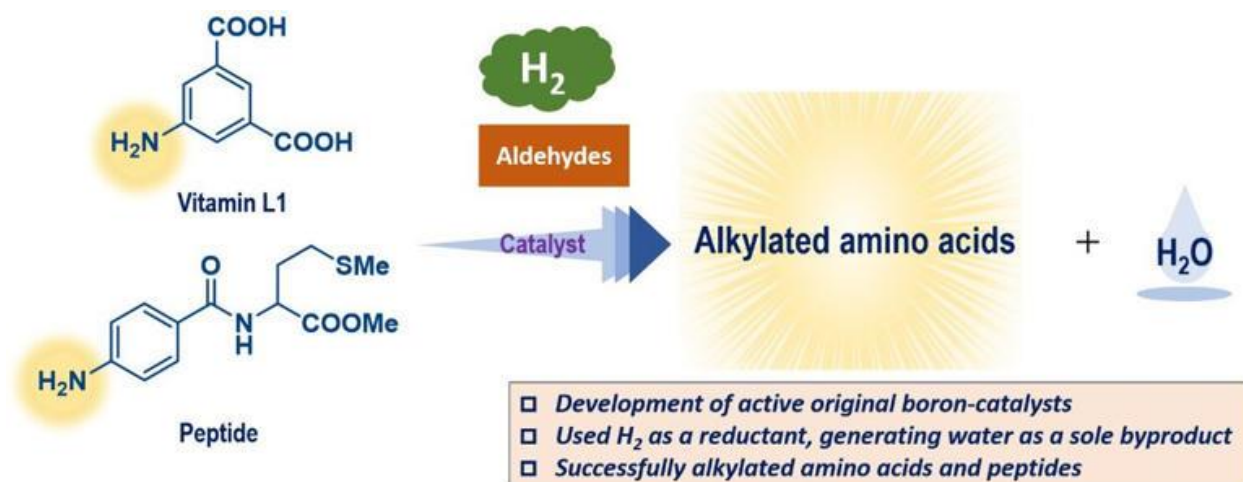 COOH
H2N
COOH
Vitamin L1
O
SMe
N
H
COOMe
H2N
Peptide
H2
Aldehydes
Catalyst
Alkylated amino acids
+
H2O
Development of active original boron-catalysts
Used H2 as a reductant, generating water as a sole byproduct
Successfully alkylated amino acids and peptides